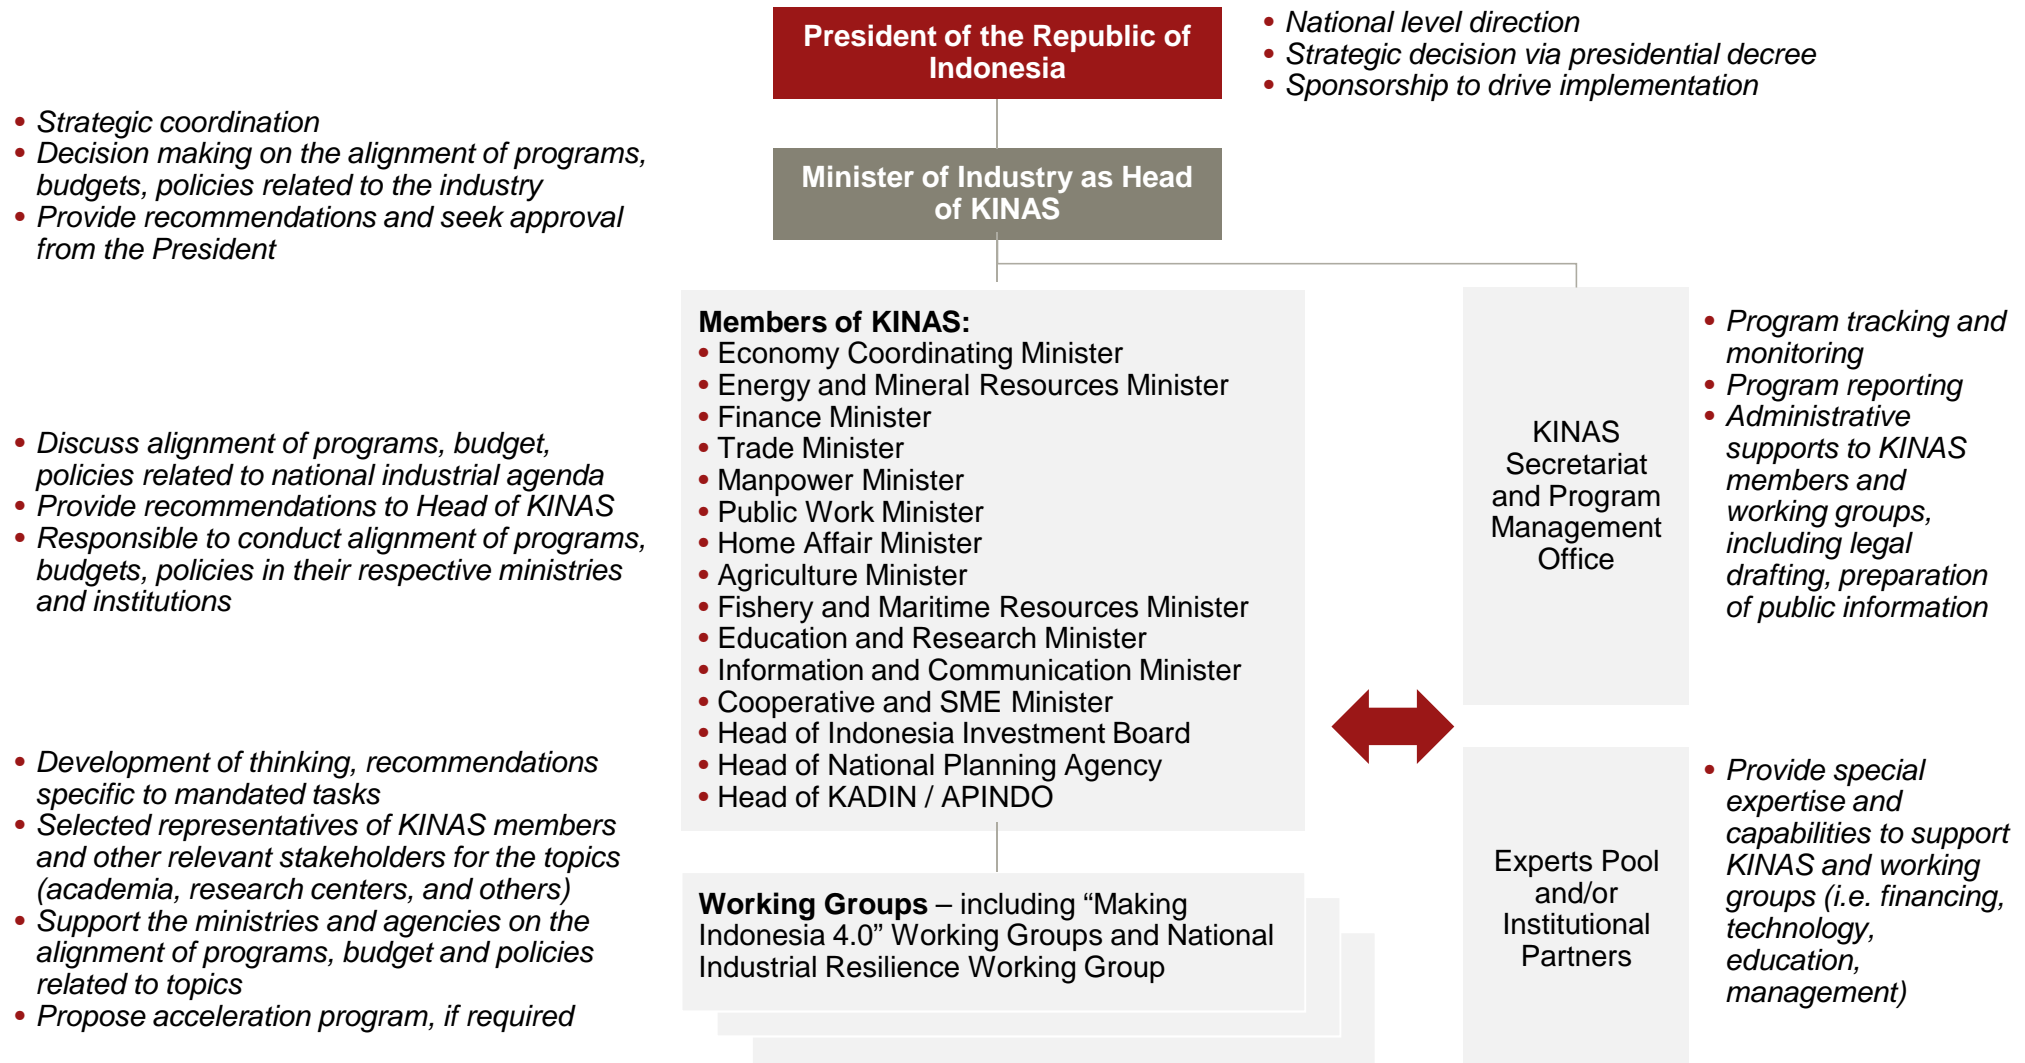 President of the Republic of
Indonesia
• National level direction
• Strategic decision via presidential decree
• Sponsorship to drive implementation
• Strategic coordination
• Decision making on the alignment of programs,
budgets, policies related to the industry
• Provide recommendations and seek approval
from the President
Minister of Industry as Head
of KINAS
• Discuss alignment of programs, budget,
policies related to national industrial agenda
• Provide recommendations to Head of KINAS
• Responsible to conduct alignment of programs,
budgets, policies in their respective ministries
and institutions
Members of KINAS:
• Economy Coordinating Minister
• Energy and Mineral Resources Minister
• Finance Minister
• Trade Minister
• Manpower Minister
• Public Work Minister
• Home Affair Minister
• Agriculture Minister
• Fishery and Maritime Resources Minister
• Education and Research Minister
• Information and Communication Minister
• Cooperative and SME Minister
• Head of Indonesia Investment Board
• Head of National Planning Agency
• Head of KADIN / APINDO
KINAS
Secretariat
and Program
Management
Office
• Program tracking and
monitoring
• Program reporting
• Administrative
supports to KINAS
members and
working groups,
including legal
drafting, preparation
of public information
• Development of thinking, recommendations
specific to mandated tasks
• Selected representatives of KINAS members
and other relevant stakeholders for the topics
(academia, research centers, and others)
• Support the ministries and agencies on the
alignment of programs, budget and policies
related to topics
• Propose acceleration program, if required
Working Groups – including “Making
Indonesia 4.0” Working Groups and National
Industrial Resilience Working Group
Experts Pool
and/or
Institutional
Partners
• Provide special
expertise and
capabilities to support
KINAS and working
groups (i.e. financing,
technology,
education,
management)